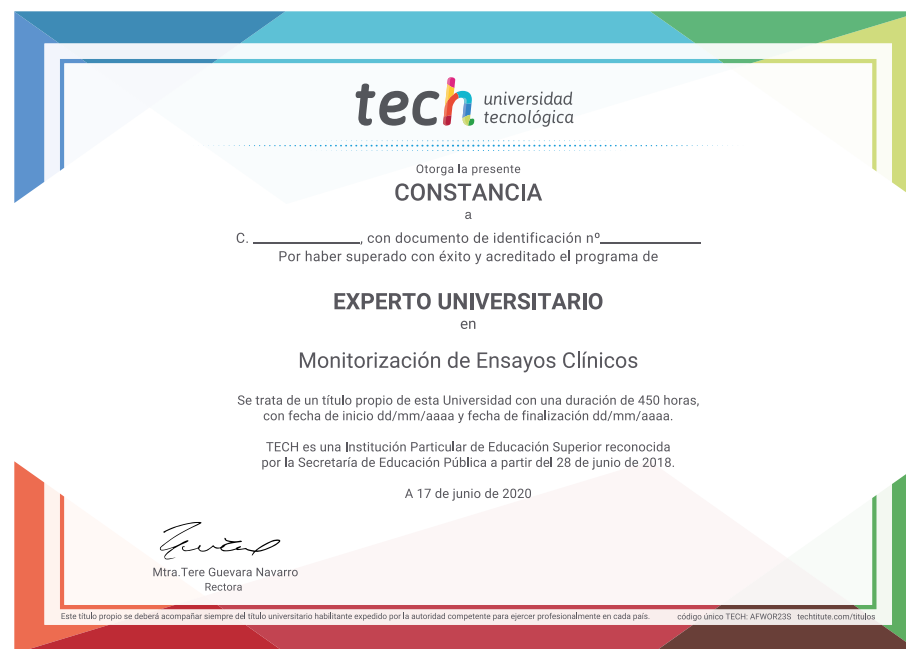 tech universidad
tecnológica
Otorga la presente
CONSTANCIA
a
C. ____________, con documento de identificación nº____________
Por haber superado con éxito y acreditado el programa de
EXPERTO UNIVERSITARIO
en
Monitorización de Ensayos Clínicos
Se trata de un título propio de esta Universidad con una duración de 450 horas,
con fecha de inicio dd/mm/aaaa y fecha de finalización dd/mm/aaaa.
TECH es una Institución Particular de Educación Superior reconocida
por la Secretaría de Educación Pública a partir del 28 de junio de 2018.
A 17 de junio de 2020
Mtra.Tere Guevara Navarro
Rectora
Este título propio se deberá acompañar siempre del título universitario habilitante expedido por la autoridad competente para ejercer profesionalmente en cada país. código único TECH: AFWOR23S techtitute.com/titulos